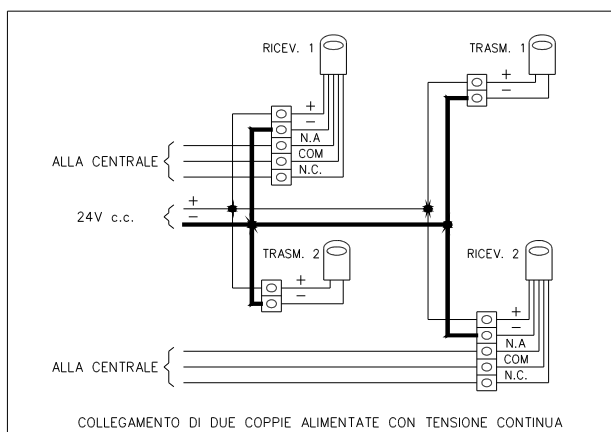 RICEV. 1
TRASM. 1
+
−
+
−
N.A
COM
N.C.
ALLA CENTRALE
+
−
24V c.c.
TRASM. 2
RICEV. 2
+
−
+
−
N.A
COM
N.C.
ALLA CENTRALE
COLLEGAMENTO DI DUE COPPIE ALIMENTATE CON TENSIONE CONTINUA